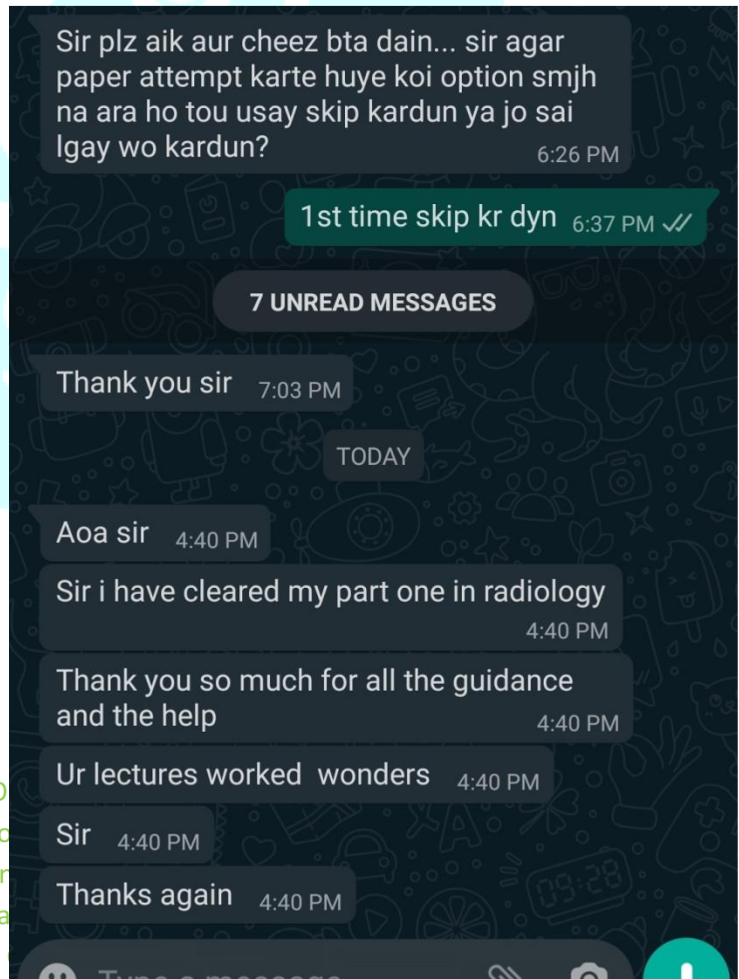 Sir plz aik aur cheez bta dain... sir agar
paper attempt karte huye koi option smjh
na ara ho tou usay skip kardun ya jo sai
lgay wo kardun?
6:26 PM
1st time skip kr dyn 6:37 PM
7 UNREAD MESSAGES
Thank you sir 7:03 PM
TODAY
Aoa sir 4:40 PM
Sir i have cleared my part one in radiology
4:40 PM
Thank you so much for all the guidance
and the help 4:40 PM
Ur lectures worked wonders 4:40 PM
Sir 4:40 PM
Thanks again 4:40 PM
Type a message